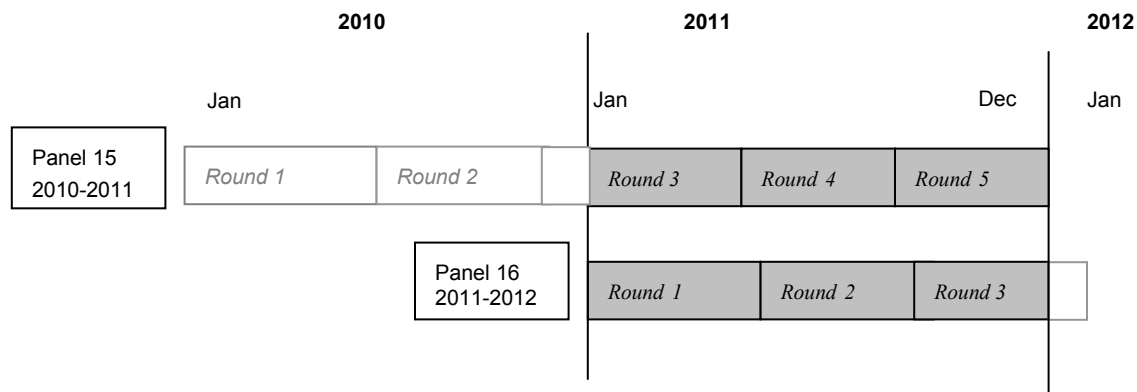 2010 2011 2012
Jan Jan Dec Jan
Panel 15
2010-2011
Round 1 Round 2 Round 3 Round 4 Round 5
Panel 16
2011-2012
Round 1 Round 2 Round 3